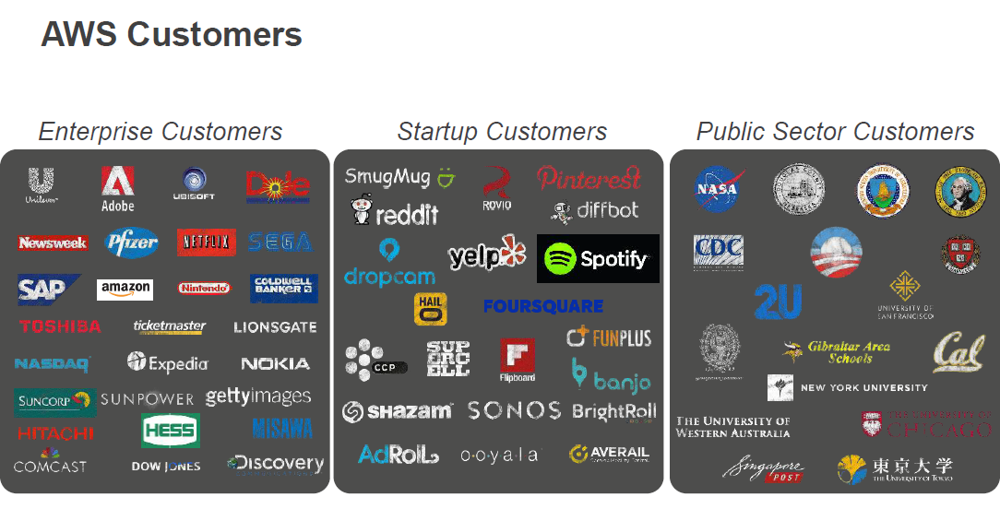 AWS Customers
Enterprise Customers
Startup Customers
Public Sector Customers
Unilever
Adobe
UBISOFT
Dole
Newsweek
Pfizer
NETFLIX
SEGA
SAP
amazon
Nintendo
COLDWELL
BANKER
TOSHIBA
ticketmaster
LIONSGATE
NASDAQ
Expedia
NOKIA
SUNCORP
SUNPOWER
gettyimages
HITACHI
HESS
MISAWA
COMCAST
DOW JONES
Discovery
SmugMug
ROVIO
Pinterest
reddit
diffbot
dropcam
yelp
Spotify
HAIL
O
FOURSQUARE
FUNPLUS
CCP
SUP
ERC
ELL
Flipboard
banjo
SHAZAM
SONOS
BrightRoll
AdRoll
ooyala
AVERAIL
NASA
CDC
2U
UNIVERSITY OF
SAN FRANCISCO
Gibraltar Area
Schools
Cal
NEW YORK UNIVERSITY
THE UNIVERSITY OF
WESTERN AUSTRALIA
THE UNIVERSITY OF
CHICAGO
Singapore
POST
東京大学
THE UNIVERSITY OF TOKYO